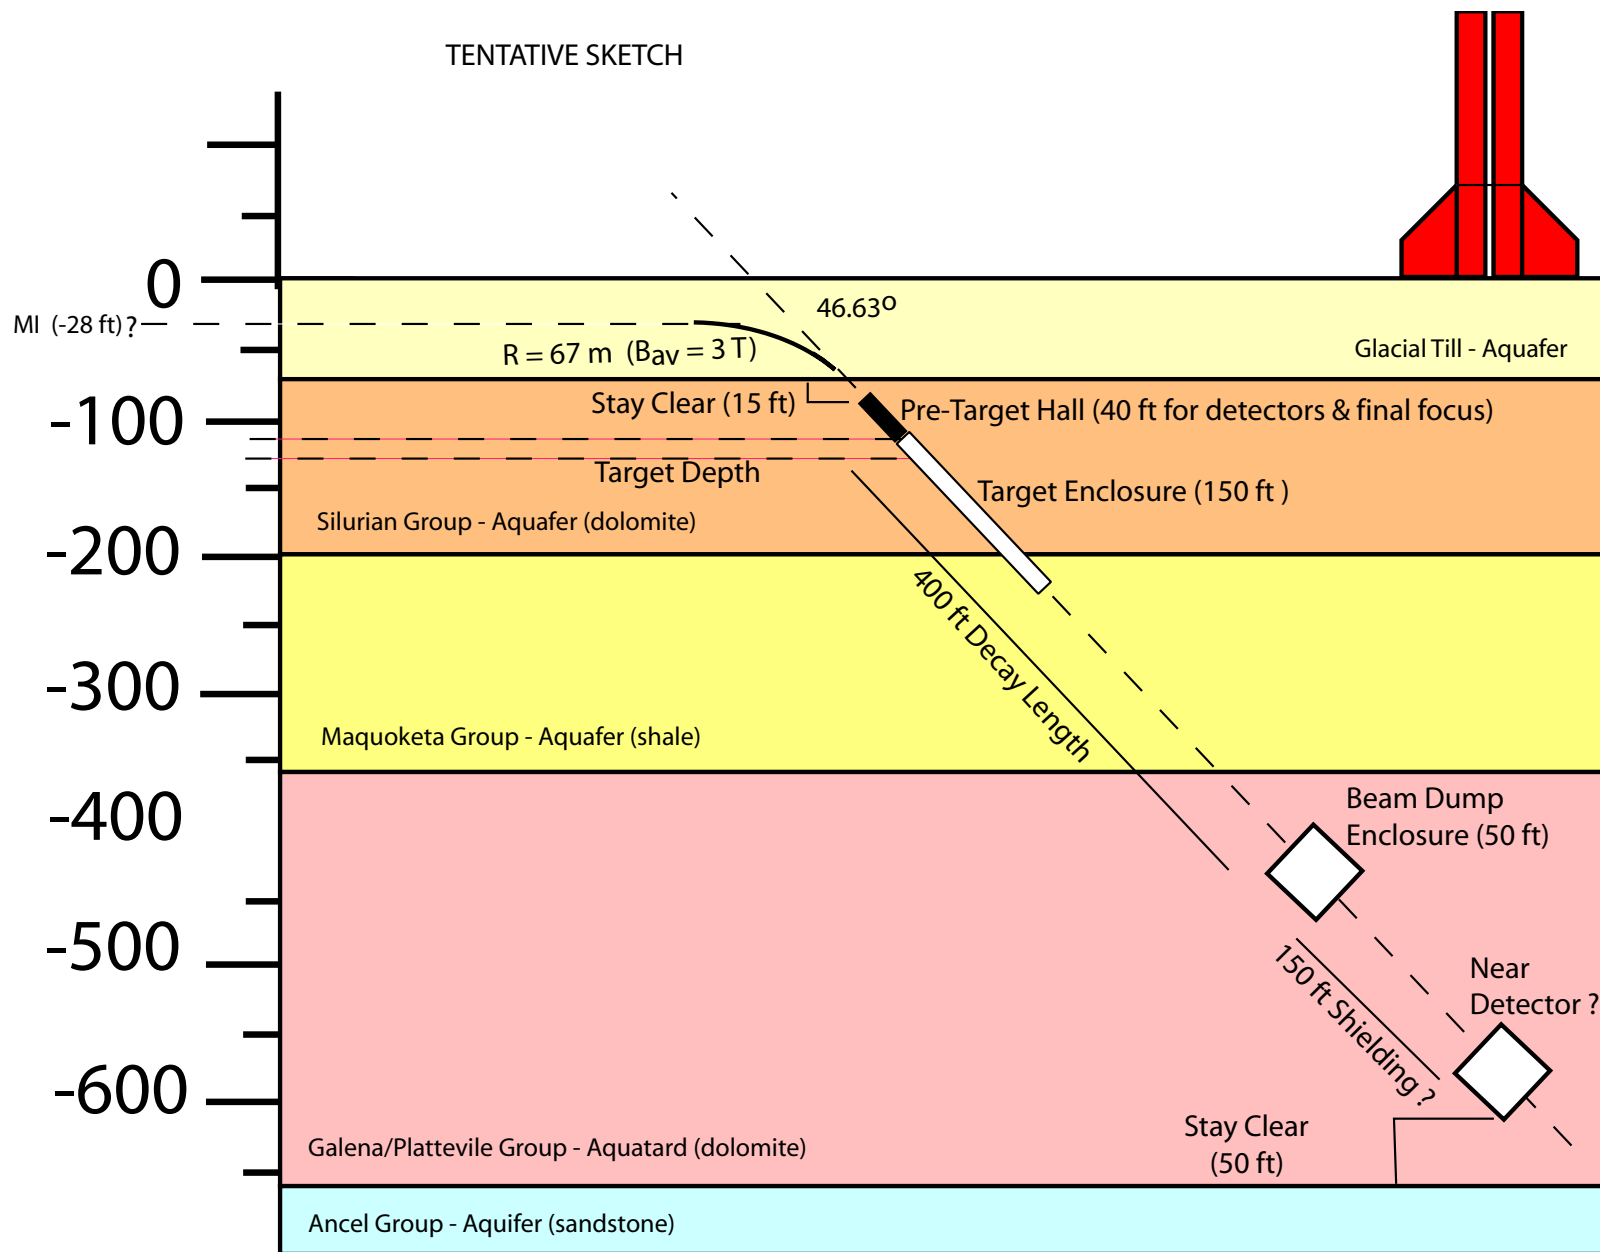 TENTATIVE SKETCH
0
46.63º
MI (-28 ft) ?
R = 67 m (Bav = 3 T)
Glacial Till - Aquafer
-100
Stay Clear (15 ft)
Pre-Target Hall (40 ft for detectors & final focus)
Target Depth
Target Enclosure (150 ft )
Silurian Group - Aquafer (dolomite)
-200
400 ft Decay Length
-300
Maquoketa Group - Aquafer (shale)
-400
Beam Dump
Enclosure (50 ft)
-500
150 ft Shielding ?
Near
Detector ?
-600
Stay Clear
(50 ft)
Galena/Plattevile Group - Aquatard (dolomite)
Ancel Group - Aquifer (sandstone)